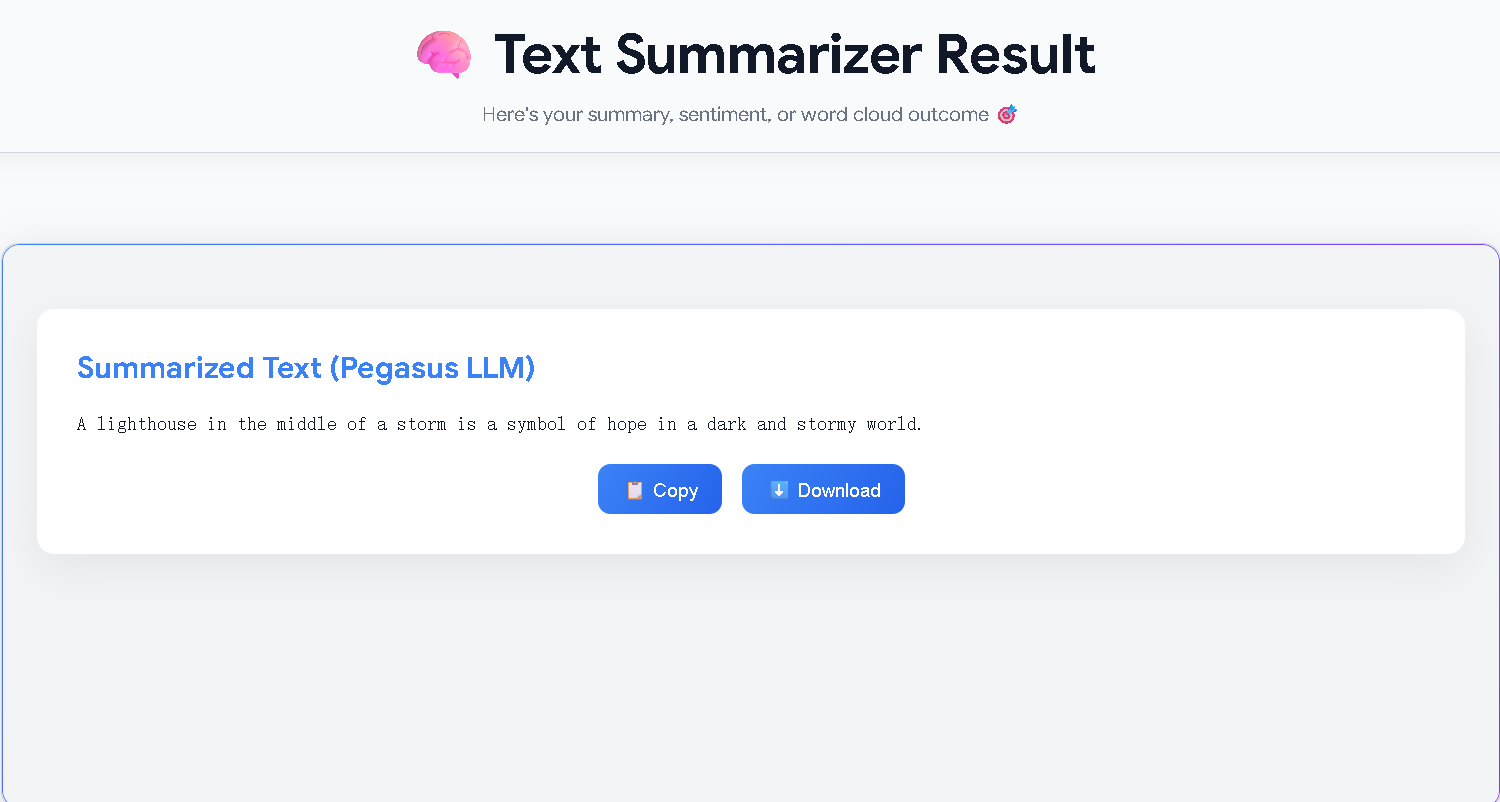 Text Summarizer Result
Here's your summary, sentiment, or word cloud outcome
Summarized Text (Pegasus LLM)
A lighthouse in the middle of a storm is a symbol of hope in a dark and stormy world.
Copy
Download